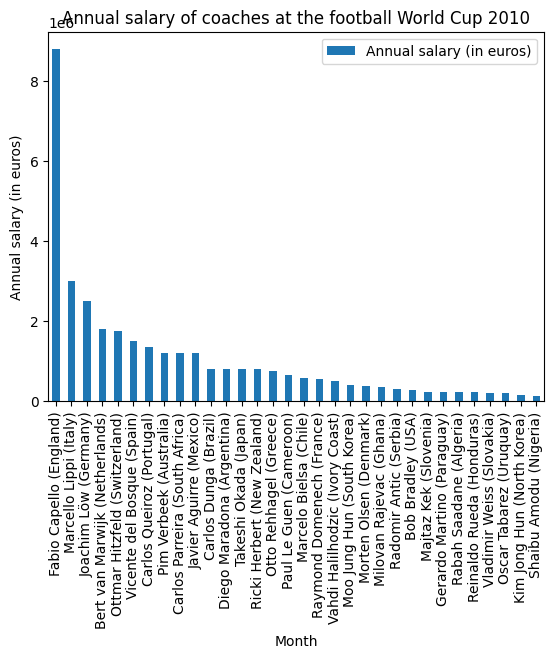 Annual salary of coaches at the football World Cup 2010
1e6
Annual salary (in euros)
8
6
4
2
0
Annual salary (in euros)
Fabio Capello (England)
Marcello Lippi (Italy)
Joachim Löw (Germany)
Bert van Marwijk (Netherlands)
Ottmar Hitzfeld (Switzerland)
Vicente del Bosque (Spain)
Carlos Queiroz (Portugal)
Pim Verbeek (Australia)
Carlos Parreira (South Africa)
Javier Aguirre (Mexico)
Carlos Dunga (Brazil)
Diego Maradona (Argentina)
Takeshi Okada (Japan)
Ricki Herbert (New Zealand)
Otto Rehhagel (Greece)
Paul Le Guen (Cameroon)
Marcelo Bielsa (Chile)
Raymond Domenech (France)
Vahdi Halilhodzic (Ivory Coast)
Moo Jung Hun (South Korea)
Morten Olsen (Denmark)
Milovan Rajevac (Ghana)
Radomir Antic (Serbia)
Bob Bradley (USA)
Majtaz Kek (Slovenia)
Gerardo Martino (Paraguay)
Rabah Saadane (Algeria)
Reinaldo Rueda (Honduras)
Vladimir Weiss (Slovakia)
Oscar Tabarez (Uruguay
Kim Jong Hun (North Korea)
Shaibu Amodu (Nigeria)
Month